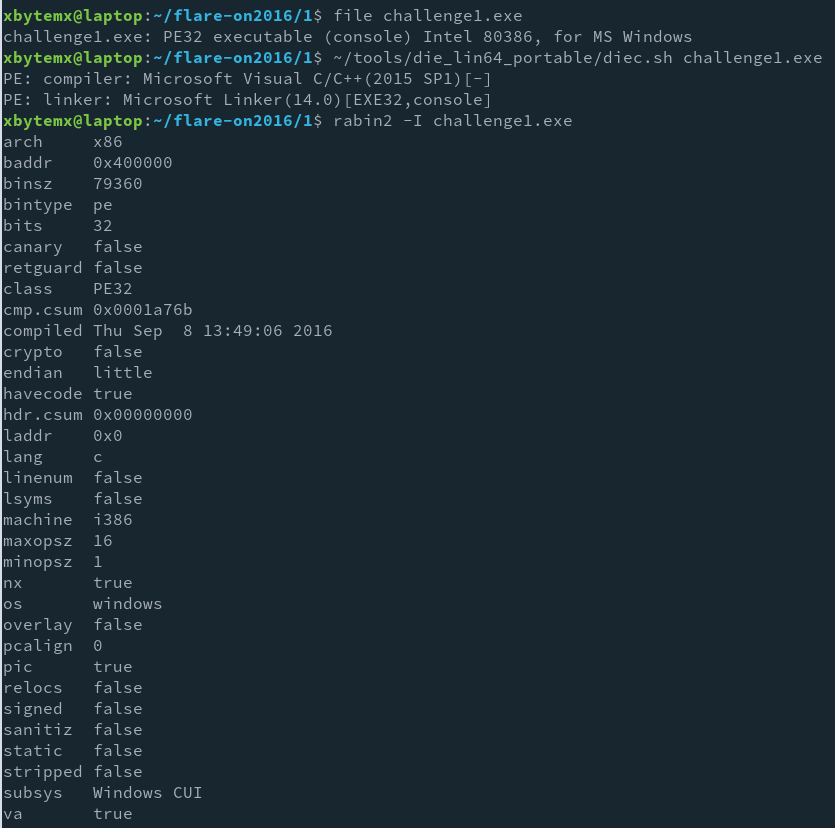 xbytemx@laptop:~/flare-on2016/1$ file challenge1.exe
challenge1.exe: PE32 executable (console) Intel 80386, for MS Windows
xbytemx@laptop:~/flare-on2016/1$ ~/tools/die_lin64_portable/diec.sh challenge1.exe
PE: compiler: Microsoft Visual C/C++(2015 SP1)[-]
PE: linker: Microsoft Linker(14.0)[EXE32,console]
xbytemx@laptop:~/flare-on2016/1$ rabin2 -I challenge1.exe
arch     x86
baddr    0x400000
binsz    79360
bintype  pe
bits     32
canary   false
retguard false
class    PE32
cmp.csum 0x0001a76b
compiled Thu Sep  8 13:49:06 2016
crypto   false
endian   little
havecode true
hdr.csum 0x00000000
laddr    0x0
lang     c
linenum  false
lsyms    false
machine  i386
maxopsz  16
minopsz  1
nx       true
os       windows
overlay  false
pcalign  0
pic      true
relocs   false
signed   false
sanitiz  false
static   false
stripped false
subsys   Windows CUI
va       true